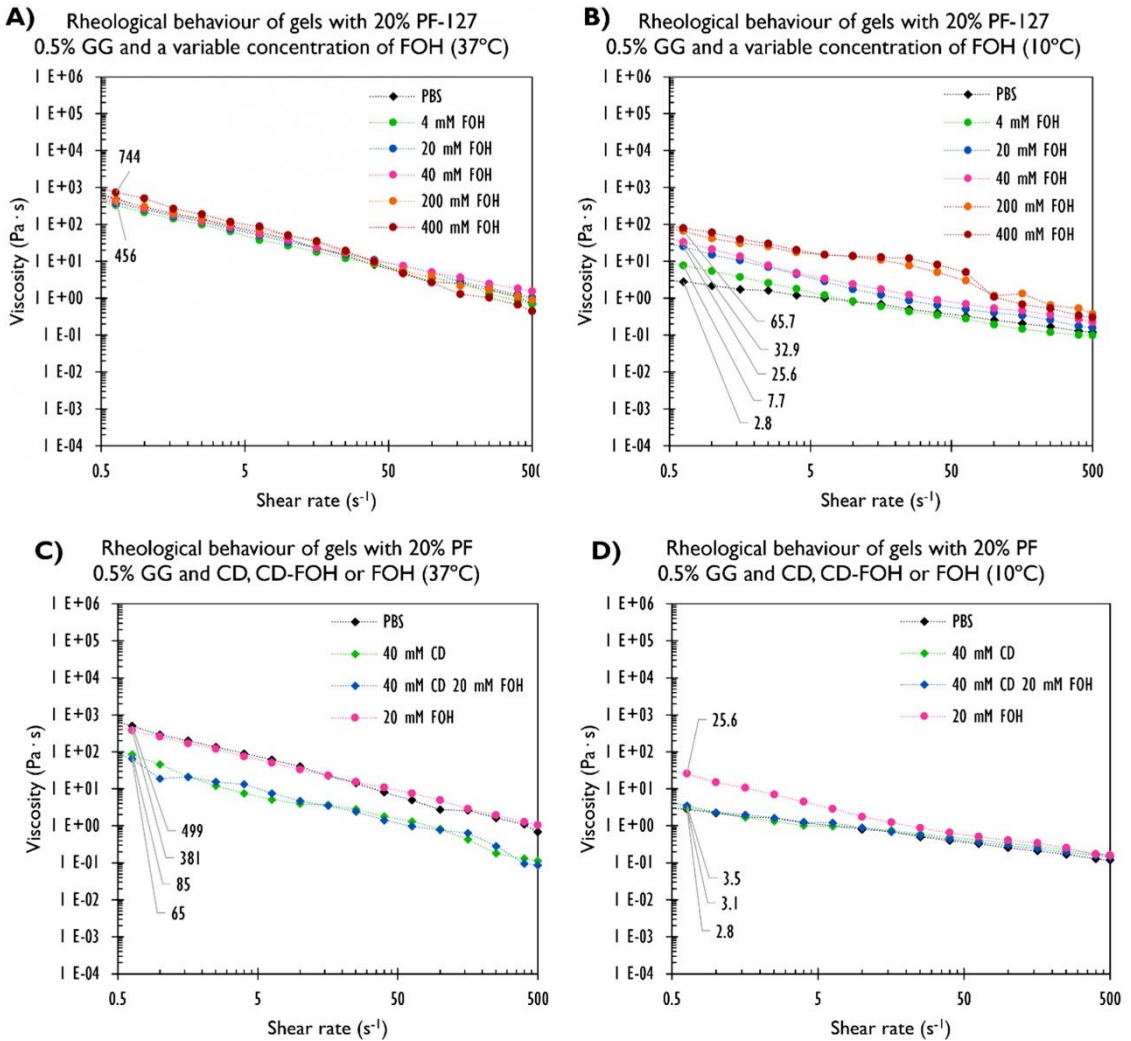 A)
Rheological behaviour of gels with 20% PF-127
0.5% GG and a variable concentration of FOH (37ºC)
1 E+06
1 E+05
1 E+04
1 E+03
1 E+02
1 E+01
1 E+00
1 E-01
1 E-02
1 E-03
1 E-04
Viscosity (Pa · s)
PBS
4 mM FOH
20 mM FOH
40 mM FOH
200 mM FOH
400 mM FOH
744
456
0.5 5 50 500
Shear rate (s⁻¹)
B)
Rheological behaviour of gels with 20% PF-127
0.5% GG and a variable concentration of FOH (10ºC)
1 E+06
1 E+05
1 E+04
1 E+03
1 E+02
1 E+01
1 E+00
1 E-01
1 E-02
1 E-03
1 E-04
Viscosity (Pa · s)
PBS
4 mM FOH
20 mM FOH
40 mM FOH
200 mM FOH
400 mM FOH
65.7
32.9
25.6
7.7
2.8
0.5 5 50 500
Shear rate (s⁻¹)
C)
Rheological behaviour of gels with 20% PF
0.5% GG and CD, CD-FOH or FOH (37ºC)
1 E+06
1 E+05
1 E+04
1 E+03
1 E+02
1 E+01
1 E+00
1 E-01
1 E-02
1 E-03
1 E-04
Viscosity (Pa · s)
PBS
40 mM CD
40 mM CD 20 mM FOH
20 mM FOH
499
381
85
65
0.5 5 50 500
Shear rate (s⁻¹)
D)
Rheological behaviour of gels with 20% PF
0.5% GG and CD, CD-FOH or FOH (10ºC)
1 E+06
1 E+05
1 E+04
1 E+03
1 E+02
1 E+01
1 E+00
1 E-01
1 E-02
1 E-03
1 E-04
Viscosity (Pa · s)
PBS
40 mM CD
40 mM CD 20 mM FOH
20 mM FOH
25.6
3.5
3.1
2.8
0.5 5 50 500
Shear rate (s⁻¹)